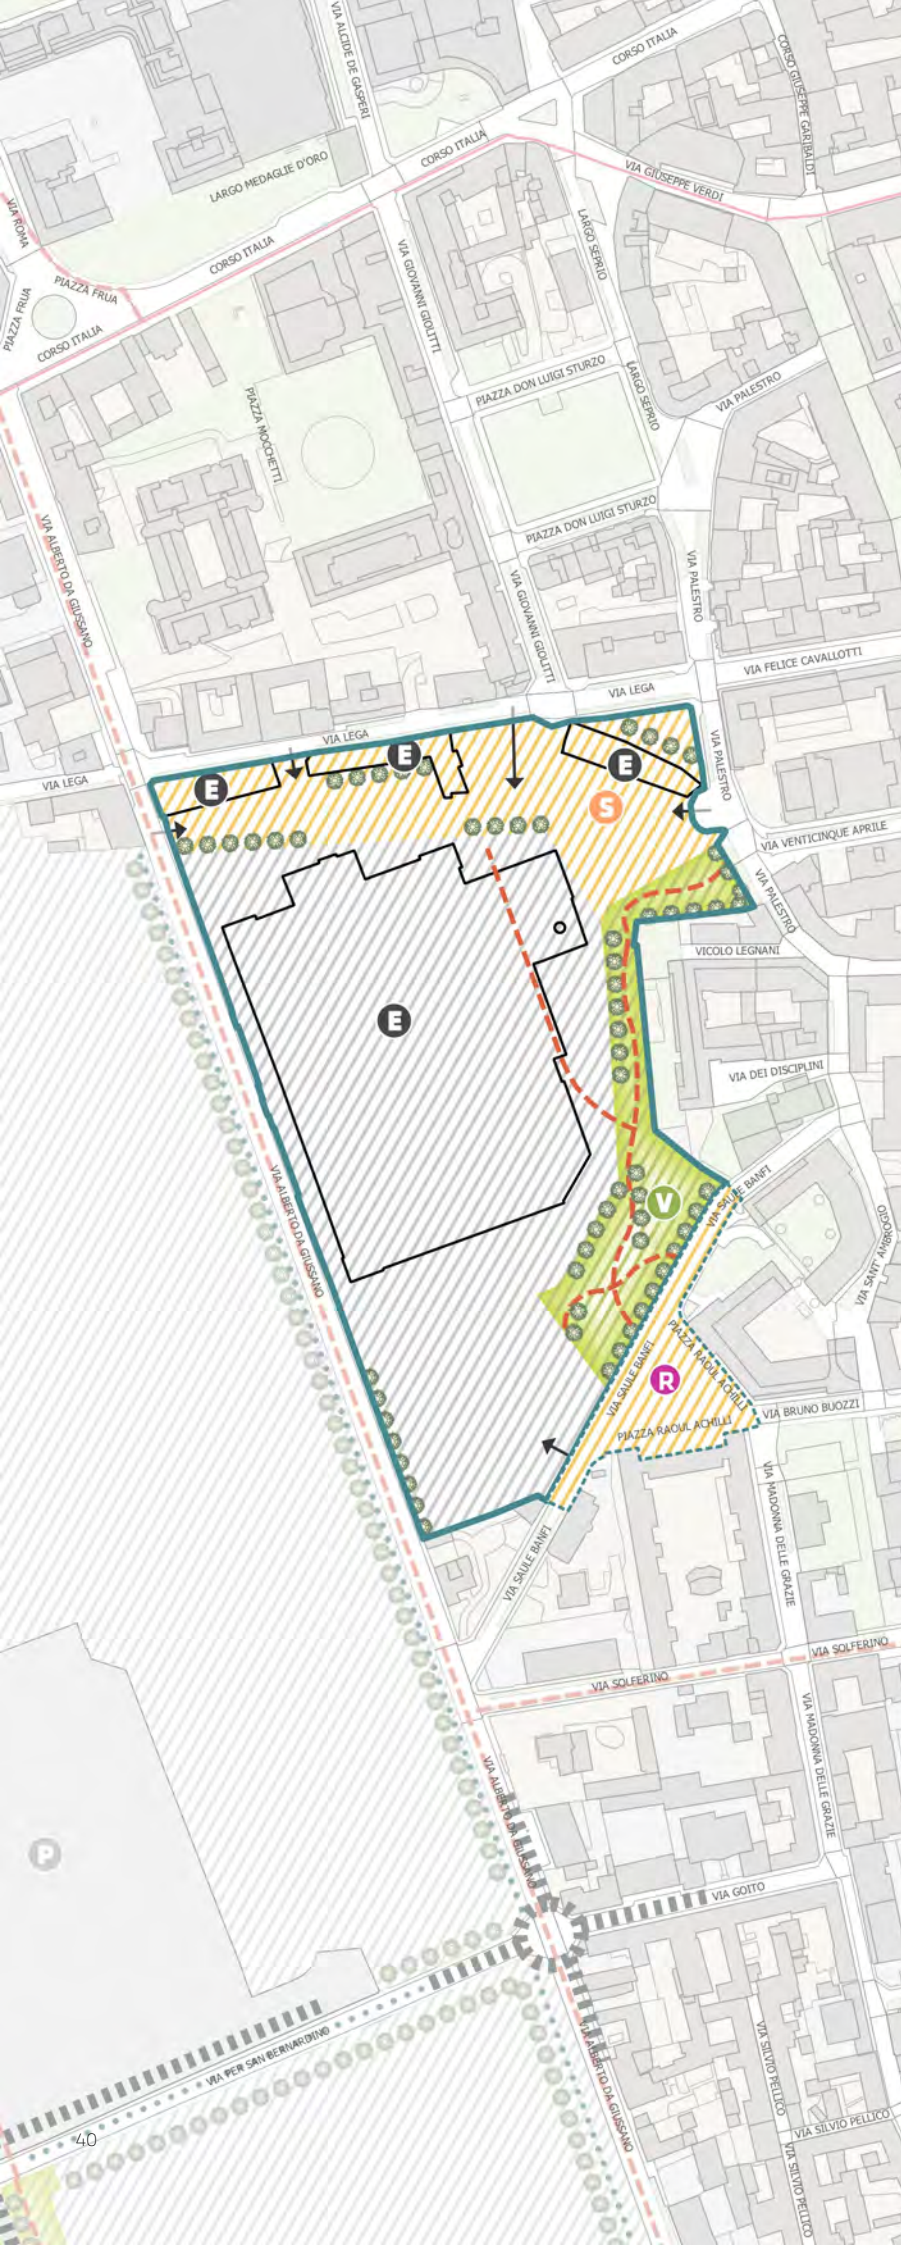 VIA ALCIDE DE GASPERI
CORSO ITALIA
CORSO GIUSEPPE GARIBALDI
CORSO ITALIA
LARGO MEDAGLIE D'ORO
VIA GIUSEPPE VERDI
VIA ROMA
LARGO SEPRIO
CORSO ITALIA
VIA GIOVANNI GIOLITTI
PIAZZA FRUA
PIAZZA FRUA
CORSO ITALIA
PIAZZA DON LUIGI STURZO
LARGO SEPRIO
VIA PALESTRO
PIAZZA MOCCHETTI
PIAZZA DON LUIGI STURZO
VIA ALBERTO DA GIUSSANO
VIA PALESTRO
VIA GIOVANNI GIOLITTI
VIA FELICE CAVALLOTTI
VIA LEGA
VIA LEGA
VIA PALESTRO
VIA LEGA
E
E
E
S
VIA VENTICINQUE APRILE
VIA PALESTRO
VICOLO LEGNANI
E
VIA DEI DISCIPLINI
V
VIA SAULE BANFI
VIA SANT' AMBROGIO
VIA ALBERTO DA GIUSSANO
PIAZZA RAOUL ACHILLI
VIA SAULE BANFI
R
VIA BRUNO BUOZZI
PIAZZA RAOUL ACHILLI
VIA MADONNA DELLE GRAZIE
VIA SAULE BANFI
VIA SOLFERINO
VIA SOLFERINO
VIA MADONNA DELLE GRAZIE
VIA ALBERTO DA GIUSSANO
P
VIA GOITO
VIA PER SAN BERNARDINO
VIA ALBERTO DA GIUSSANO
VIA SILVIO PELLICO
VIA SILVIO PELLICO
VIA SILVIO PELLICO
40